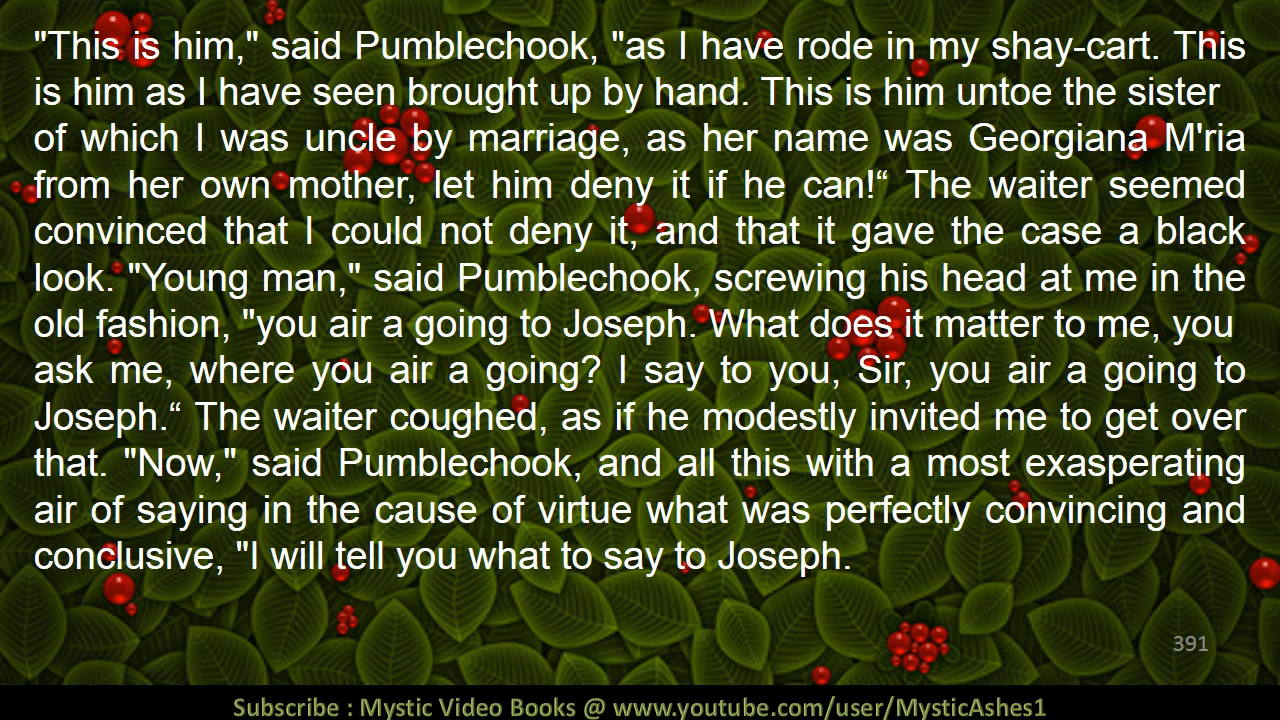 "This is him," said Pumblechook, "as I have rode in my shay-cart. This
is him as I have seen brought up by hand. This is him untoe the sister
of which I was uncle by marriage, as her name was Georgiana M'ria
from her own mother, let him deny it if he can!“ The waiter seemed
convinced that I could not deny it, and that it gave the case a black
look. "Young man," said Pumblechook, screwing his head at me in the
old fashion, "you air a going to Joseph. What does it matter to me, you
ask me, where you air a going? I say to you, Sir, you air a going to
Joseph.“ The waiter coughed, as if he modestly invited me to get over
that. "Now," said Pumblechook, and all this with a most exasperating
air of saying in the cause of virtue what was perfectly convincing and
conclusive, "I will tell you what to say to Joseph.
391
Subscribe : Mystic Video Books @ www.youtube.com/user/MysticAshes1